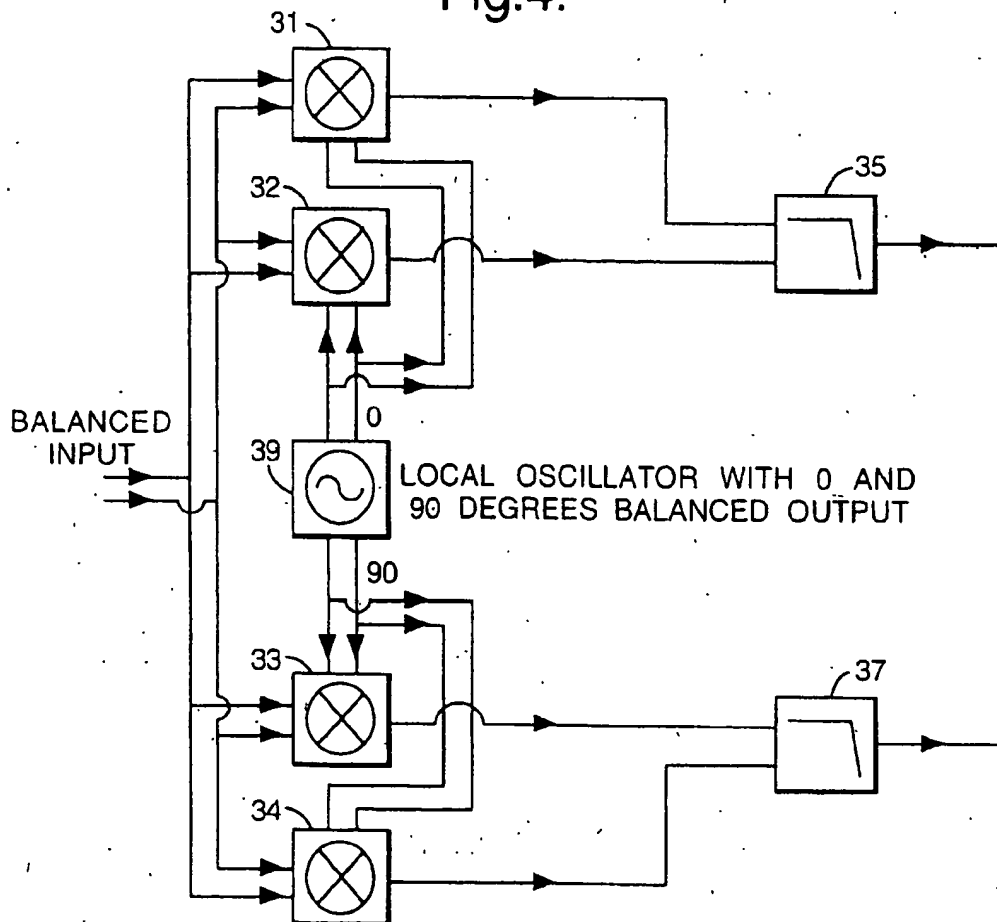 Fig.4.
31
32
35
0
BALANCED
INPUT
39
LOCAL OSCILLATOR WITH 0 AND
90 DEGREES BALANCED OUTPUT
90
33
37
34